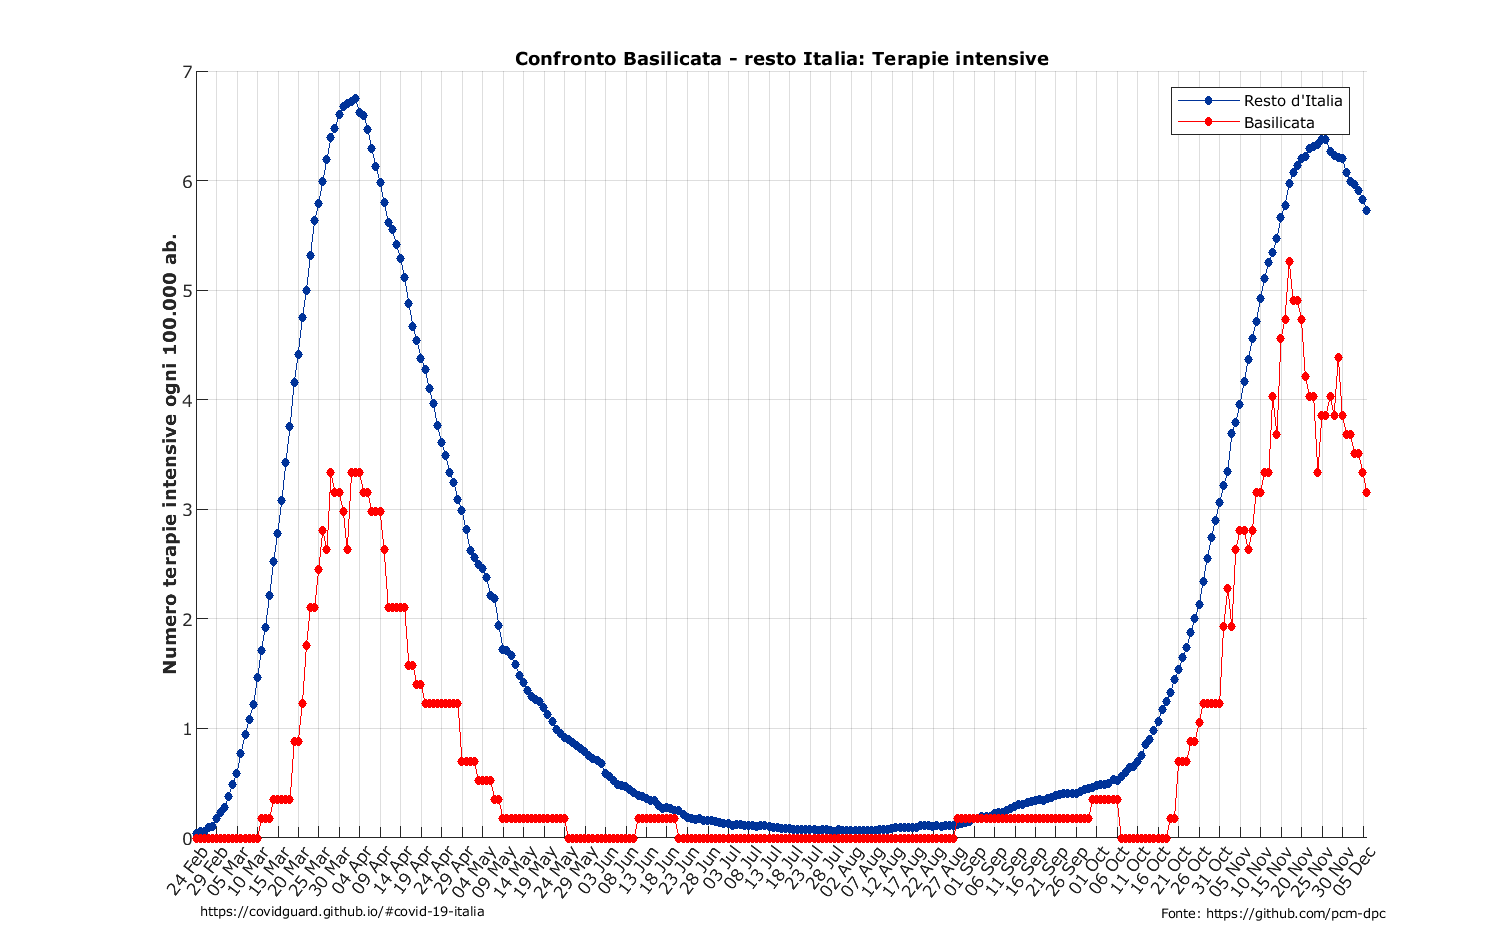 Confronto Basilicata - resto Italia: Terapie intensive
Resto d'Italia
Basilicata
Numero terapie intensive ogni 100.000 ab.
7
6
5
4
3
2
1
0
24 Feb
29 Feb
05 Mar
10 Mar
15 Mar
20 Mar
25 Mar
30 Mar
04 Apr
09 Apr
14 Apr
19 Apr
24 Apr
29 Apr
04 May
09 May
14 May
19 May
24 May
29 May
03 Jun
08 Jun
13 Jun
18 Jun
23 Jun
28 Jun
03 Jul
08 Jul
13 Jul
18 Jul
23 Jul
28 Jul
02 Aug
07 Aug
12 Aug
17 Aug
22 Aug
27 Aug
01 Sep
06 Sep
11 Sep
16 Sep
21 Sep
26 Sep
01 Oct
06 Oct
11 Oct
16 Oct
21 Oct
26 Oct
31 Oct
05 Nov
10 Nov
15 Nov
20 Nov
25 Nov
30 Nov
05 Dec
https://covidguard.github.io/#covid-19-italia
Fonte: https://github.com/pcm-dpc